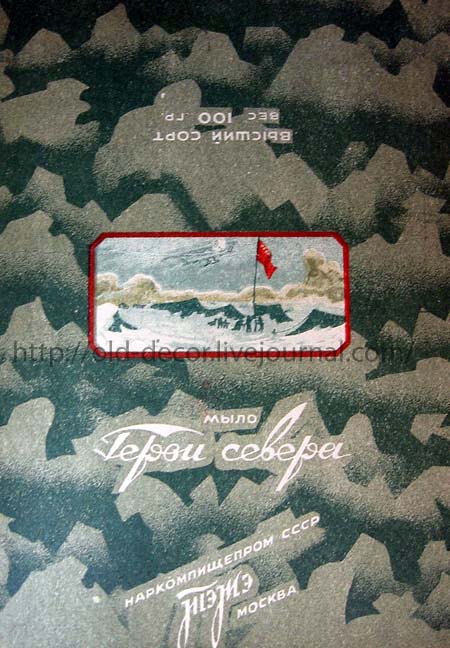 ВЫСШИЙ СОРТ
ВЕС 100 ГР.
http://old-decor.livejournal.com/
МЫЛО
Герои севера
НАРКОМПИЩЕПРОМ СССР
ТЭЖЭ
МОСКВА